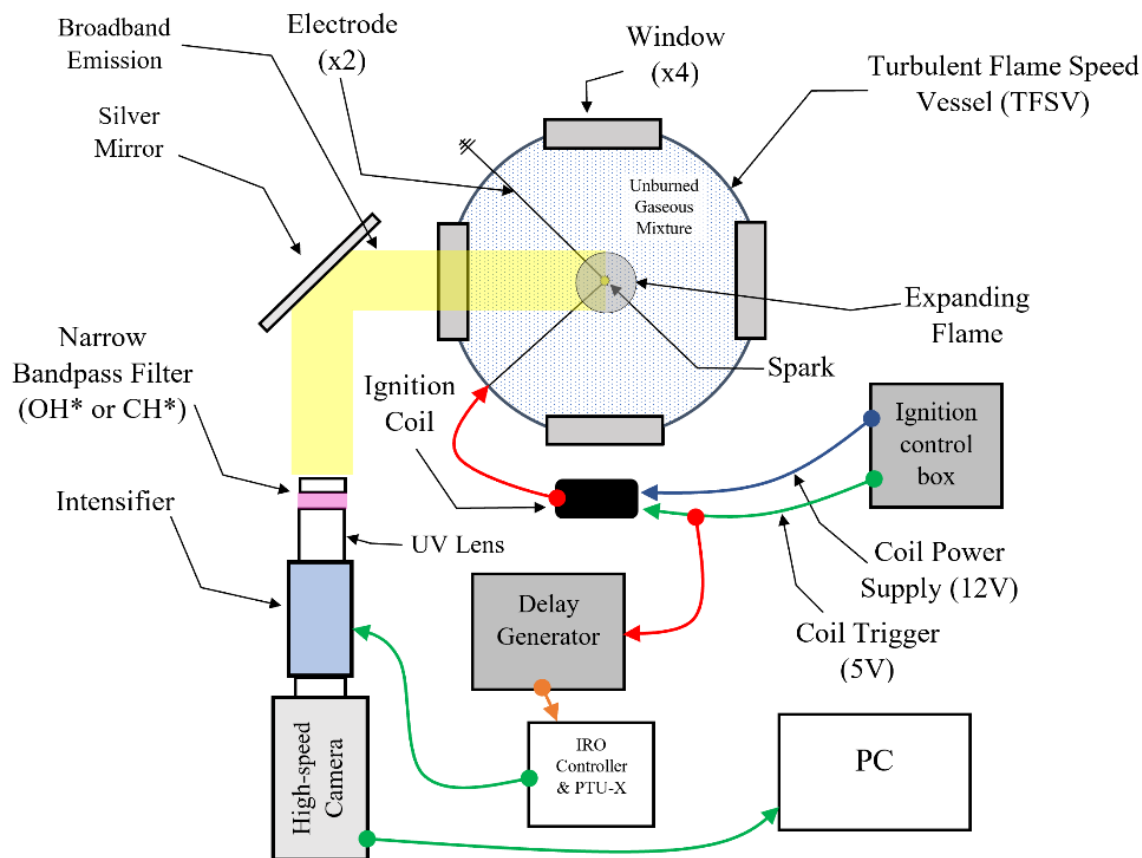 Broadband
Emission
Electrode
(x2)
Window
(x4)
Turbulent Flame Speed
Vessel (TFSV)
Silver
Mirror
Unburned
Gaseous
Mixture
Expanding
Flame
Narrow
Bandpass Filter
(OH* or CH*)
Spark
Ignition
Coil
Ignition
control
box
Intensifier
UV Lens
Coil Power
Supply (12V)
Delay
Generator
Coil Trigger
(5V)
High-speed
Camera
IRO
Controller
& PTU-X
PC